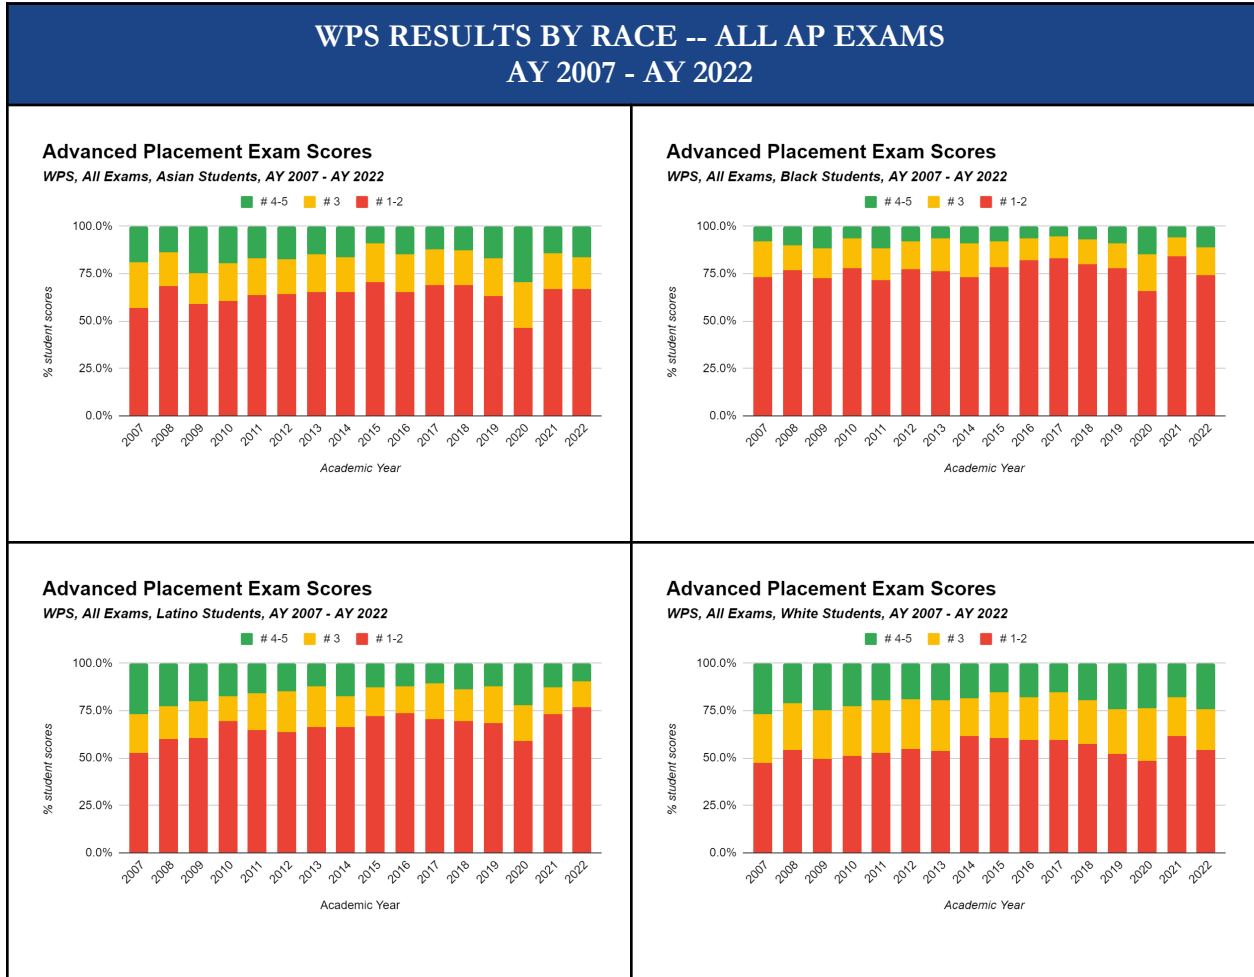 WPS RESULTS BY RACE -- ALL AP EXAMS
AY 2007 - AY 2022
Advanced Placement Exam Scores
WPS, All Exams, Asian Students, AY 2007 - AY 2022
# 4-5 # 3 # 1-2
100.0%
75.0%
50.0%
25.0%
0.0%
% student scores
2007 2008 2009 2010 2011 2012 2013 2014 2015 2016 2017 2018 2019 2020 2021 2022
Academic Year
Advanced Placement Exam Scores
WPS, All Exams, Black Students, AY 2007 - AY 2022
# 4-5 # 3 # 1-2
100.0%
75.0%
50.0%
25.0%
0.0%
% student scores
2007 2008 2009 2010 2011 2012 2013 2014 2015 2016 2017 2018 2019 2020 2021 2022
Academic Year
Advanced Placement Exam Scores
WPS, All Exams, Latino Students, AY 2007 - AY 2022
# 4-5 # 3 # 1-2
100.0%
75.0%
50.0%
25.0%
0.0%
% student scores
2007 2008 2009 2010 2011 2012 2013 2014 2015 2016 2017 2018 2019 2020 2021 2022
Academic Year
Advanced Placement Exam Scores
WPS, All Exams, White Students, AY 2007 - AY 2022
# 4-5 # 3 # 1-2
100.0%
75.0%
50.0%
25.0%
0.0%
% student scores
2007 2008 2009 2010 2011 2012 2013 2014 2015 2016 2017 2018 2019 2020 2021 2022
Academic Year